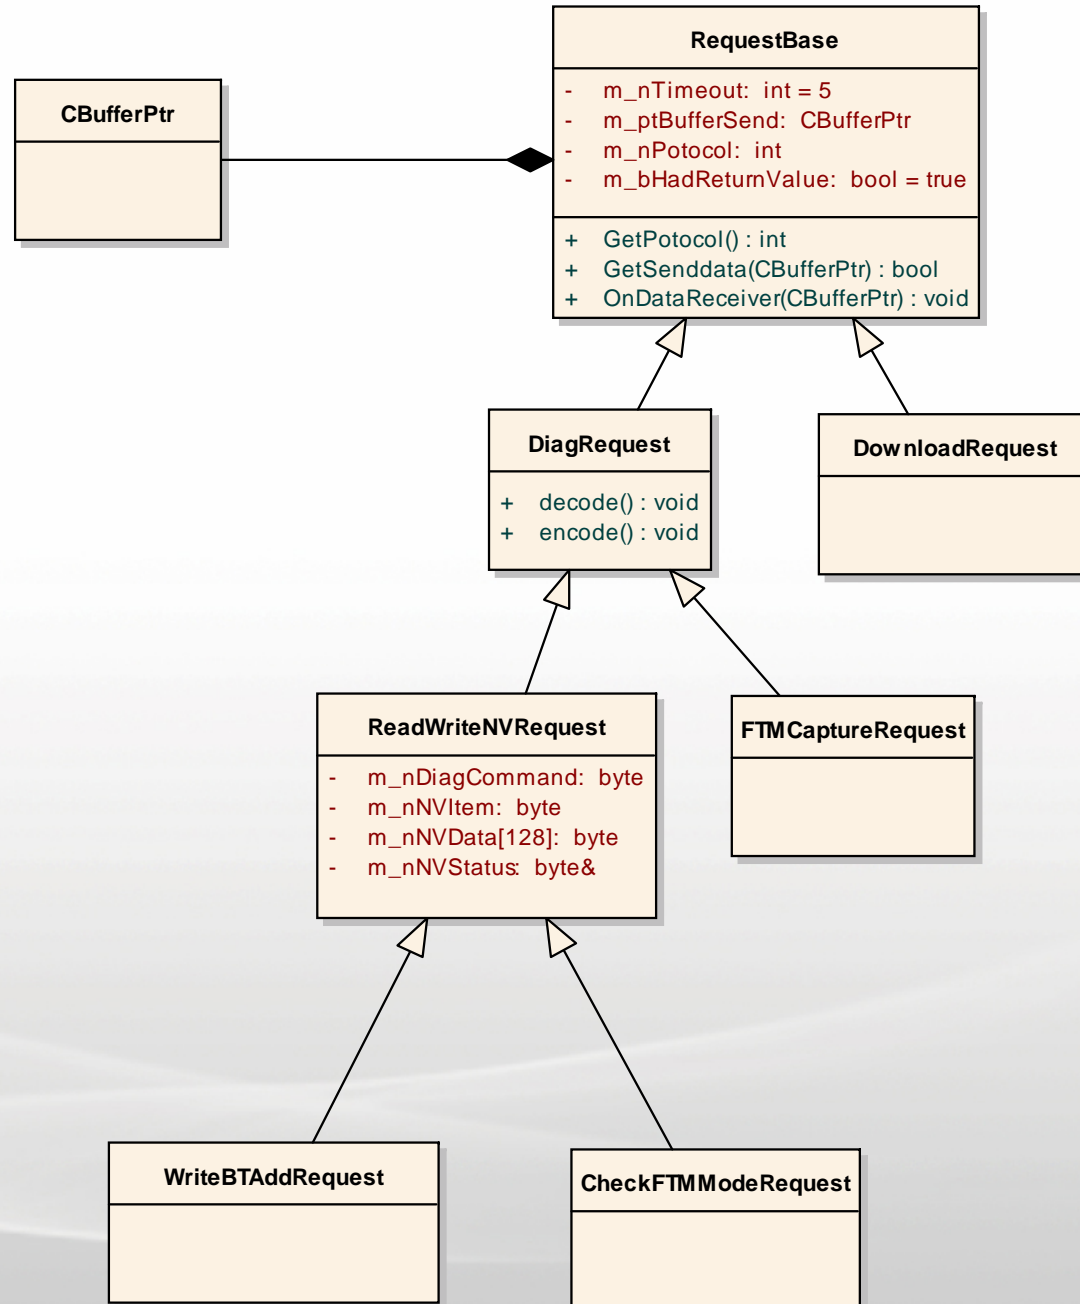 RequestBase
- m_nTimeout: int = 5
- m_ptBufferSend: CBufferPtr
- m_nPotocol: int
- m_bHadReturnValue: bool = true
+ GetPotocol() : int
+ GetSenddata(CBufferPtr) : bool
+ OnDataReceiver(CBufferPtr) : void
CBufferPtr
DiagRequest
+ decode() : void
+ encode() : void
DownloadRequest
ReadWriteNVRequest
- m_nDiagCommand: byte
- m_nNVItem: byte
- m_nNVData[128]: byte
- m_nNVStatus: byte&
FTMCaptureRequest
WriteBTAddRequest
CheckFTMModeRequest